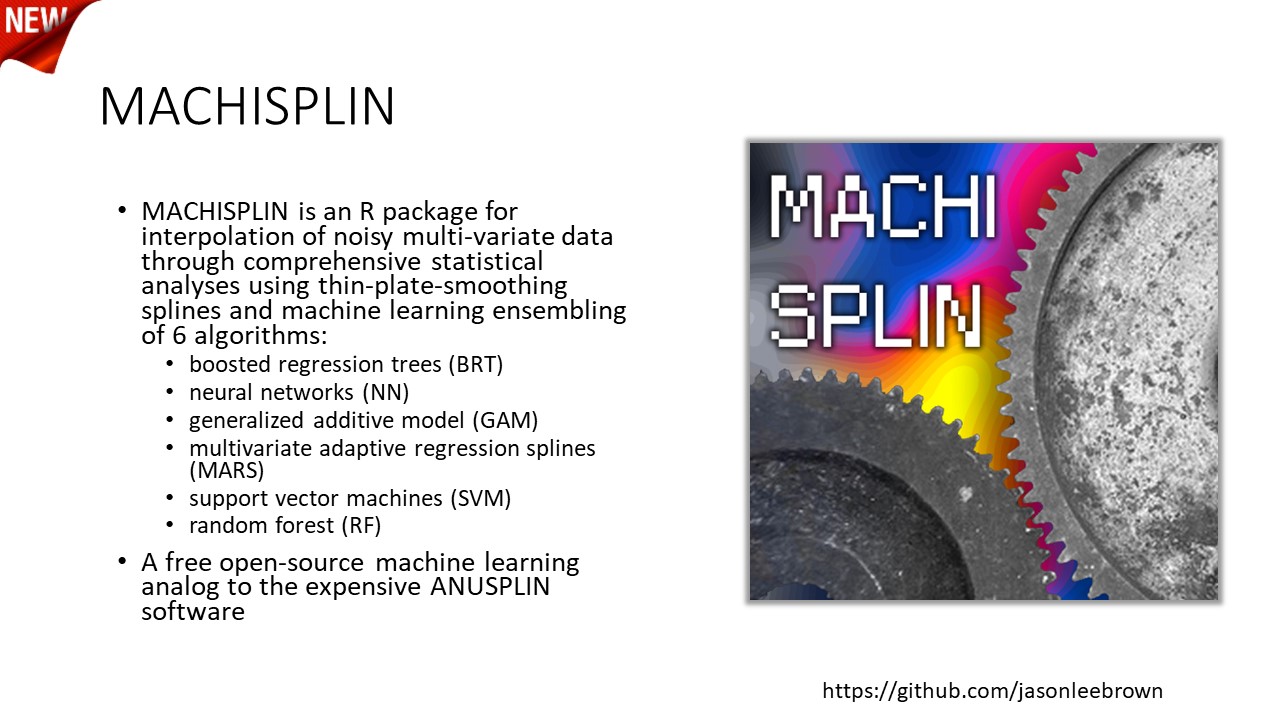 NEW
MACHISPLIN
• MACHISPLIN is an R package for
interpolation of noisy multi-variate data
through comprehensive statistical
analyses using thin-plate-smoothing
splines and machine learning ensembling
of 6 algorithms:
• boosted regression trees (BRT)
• neural networks (NN)
• generalized additive model (GAM)
• multivariate adaptive regression splines
(MARS)
• support vector machines (SVM)
• random forest (RF)
• A free open-source machine learning
analog to the expensive ANUSPLIN
software
MACHI
SPLIN
https://github.com/jasonleebrown